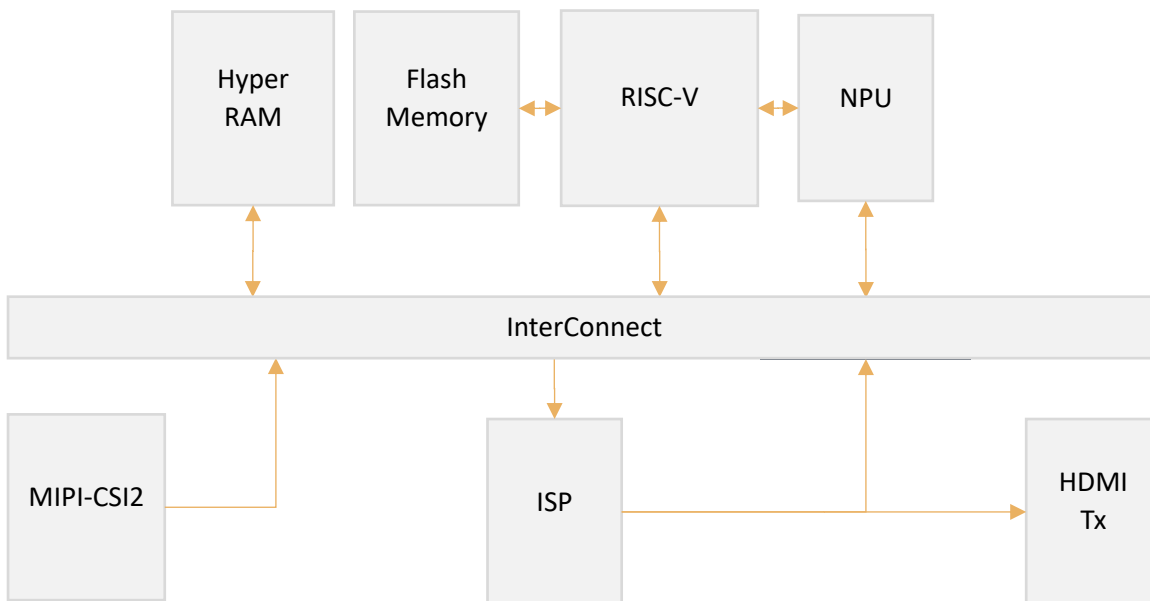 Hyper
RAM
Flash
Memory
RISC-V
NPU
InterConnect
MIPI-CSI2
ISP
HDMI
Tx